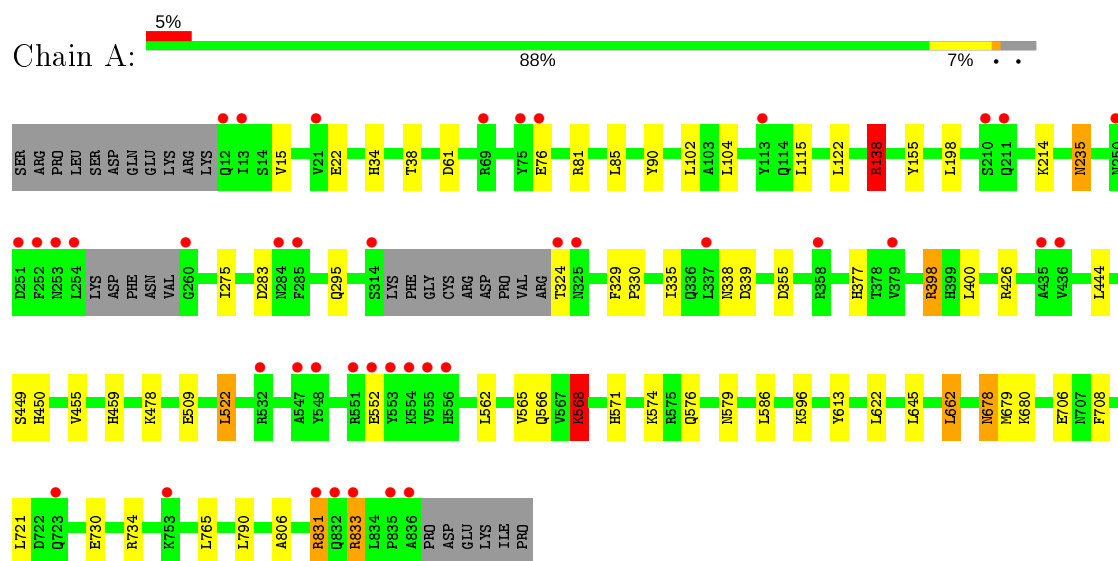 5%
Chain A:
88% 7% • •
SER ARG PRO LEU SER ASP GLN GLU LYS ARG LYS Q12 I13 S14 V15 V21 E22 H34 T38 D61 R69 Y75 E76 R81 L85 Y90 L102 A103 L104 Y113 Q114 L115 L122 R138 Y155 L198 S210 Q211 K214 N235 N250
D251 F252 N253 L254 LYS ASP PHE ASN VAL G260 I275 D283 N284 F285 Q295 S314 LYS PHE GLY CYS ARG ASP PRO VAL ARG T324 N325 F329 P330 I335 Q336 L337 N338 D339 D355 R358 H377 T378 V379 R398 H399 L400 R426 A435 V436 L444
S449 H450 V455 H459 K478 E509 L522 R532 A547 Y548 R551 E552 Y553 K554 V555 H556 L562 V565 Q566 V567 K568 H571 K574 R575 Q576 N579 L586 K596 Y613 L622 L645 L662 N678 M679 K680 E706 N707 F708
L721 D722 Q723 E730 R734 K753 L765 L790 A806 R831 Q832 R833 L834 P835 A836 PRO ASP GLU LYS ILE PRO